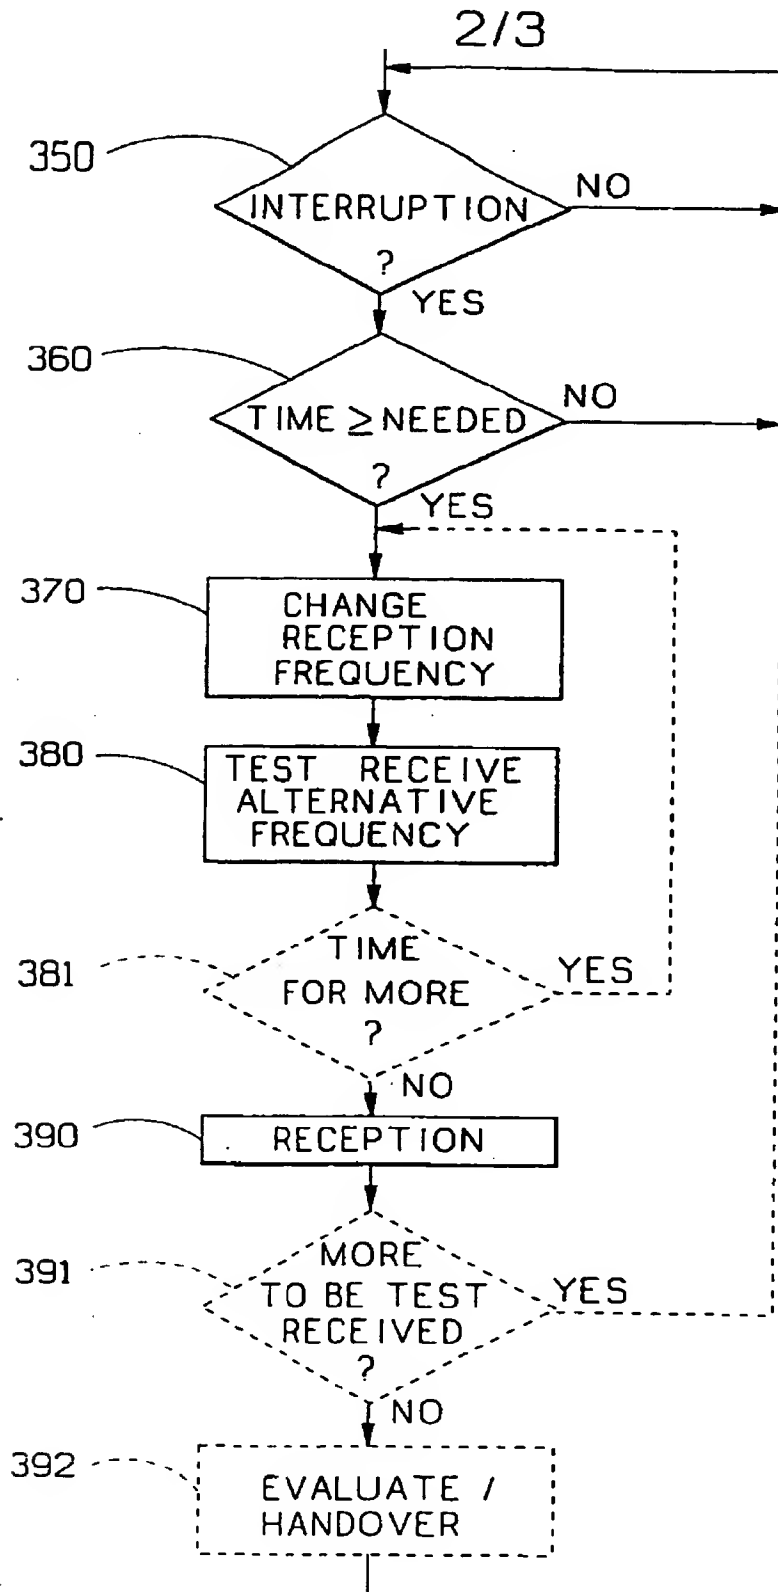 2/3
350
INTERRUPTION
?
NO
YES
360
TIME ≥ NEEDED
?
NO
YES
370
CHANGE
RECEPTION
FREQUENCY
380
TEST RECEIVE
ALTERNATIVE
FREQUENCY
381
TIME
FOR MORE
?
YES
NO
390
RECEPTION
391
MORE
TO BE TEST
RECEIVED
?
YES
NO
392
EVALUATE /
HANDOVER